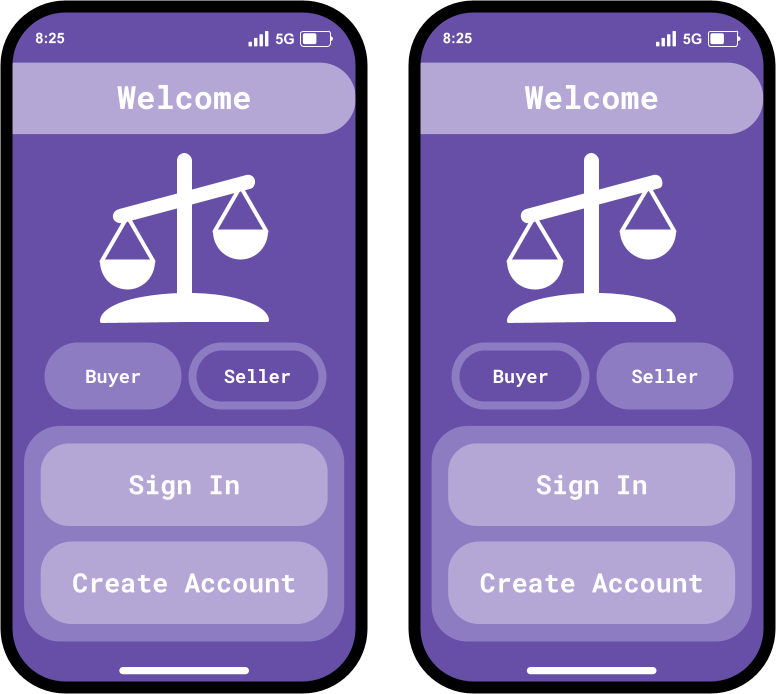 8:25 5G
Welcome
Buyer Seller
Sign In
Create Account
8:25 5G
Welcome
Buyer Seller
Sign In
Create Account